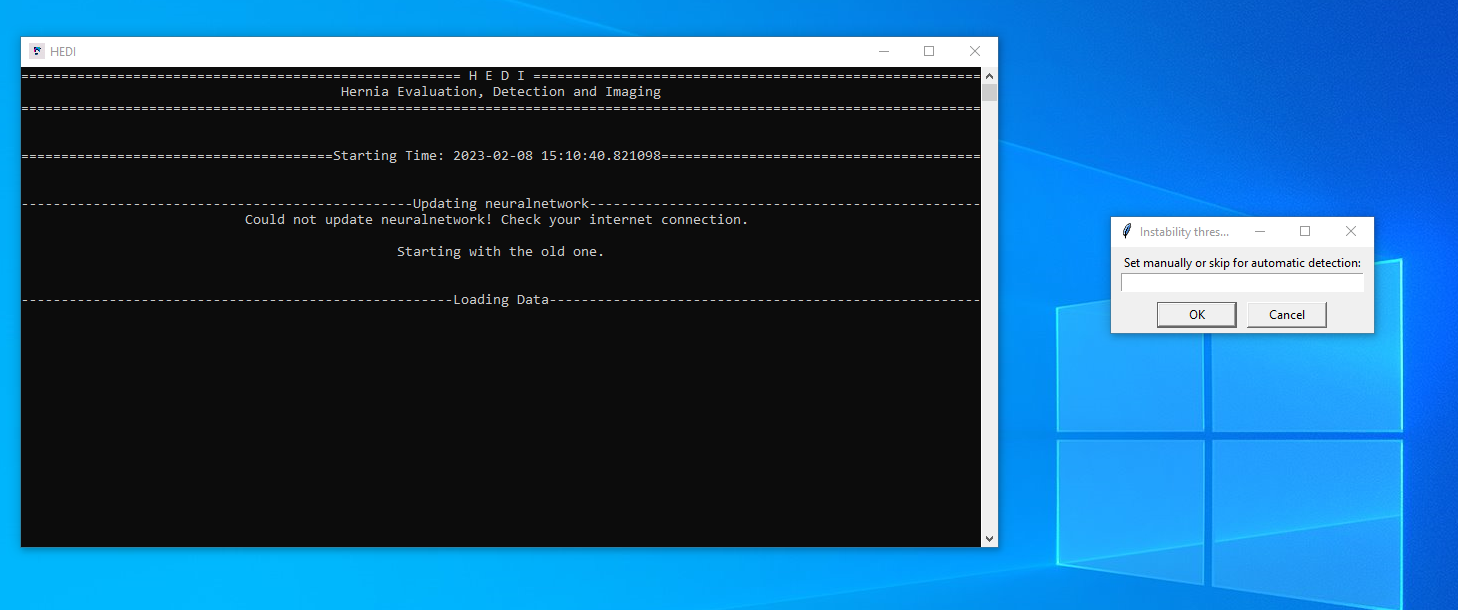 HEDI
======================================================= H E D I ========================================================
Hernia Evaluation, Detection and Imaging
========================================================================================================================
=======================================Starting Time: 2023-02-08 15:10:40.821098========================================
-------------------------------------------------Updating neuralnetwork-------------------------------------------------
Could not update neuralnetwork! Check your internet connection.
Starting with the old one.
------------------------------------------------------Loading Data------------------------------------------------------
Instability thres...
Set manually or skip for automatic detection:
OK Cancel